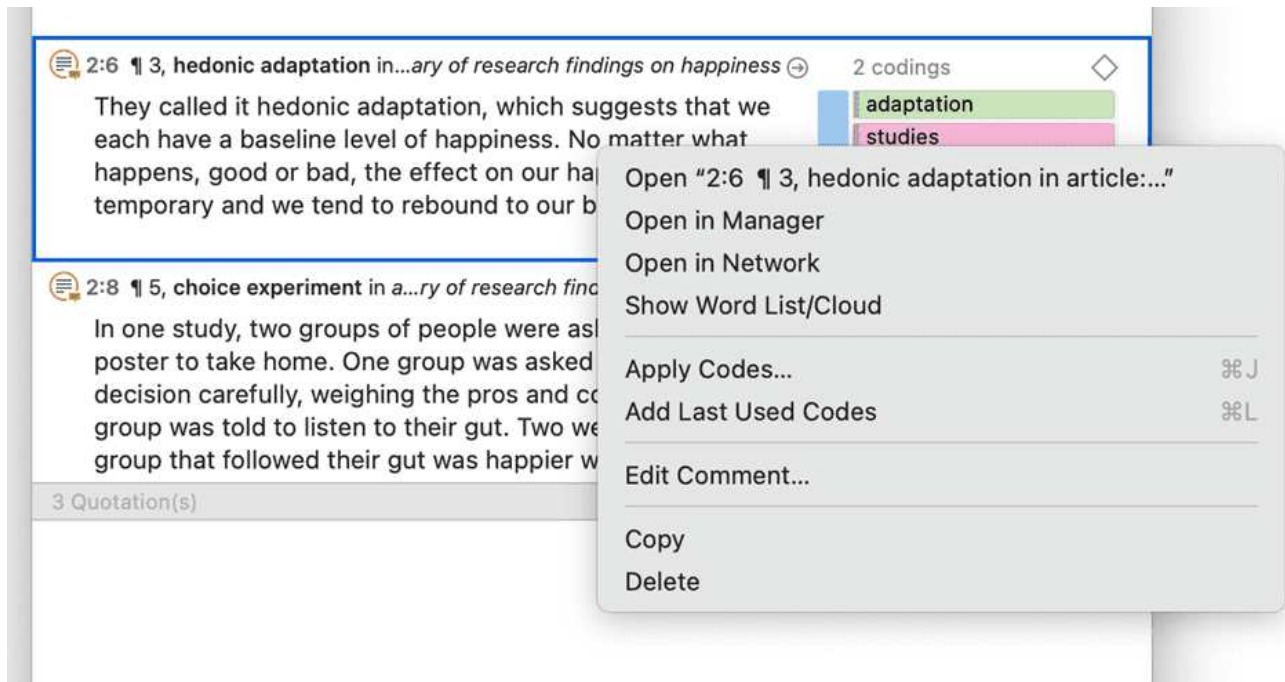 2:6 ¶ 3, hedonic adaptation in...ary of research findings on happiness
2 codings
They called it hedonic adaptation, which suggests that we
each have a baseline level of happiness. No matter what
happens, good or bad, the effect on our ha
temporary and we tend to rebound to our b
adaptation
studies
2:8 ¶ 5, choice experiment in a...ry of research find
In one study, two groups of people were as
poster to take home. One group was asked
decision carefully, weighing the pros and co
group was told to listen to their gut. Two we
group that followed their gut was happier w
3 Quotation(s)
Open “2:6 ¶ 3, hedonic adaptation in article:...”
Open in Manager
Open in Network
Show Word List/Cloud
Apply Codes... ⌘J
Add Last Used Codes ⌘L
Edit Comment...
Copy
Delete